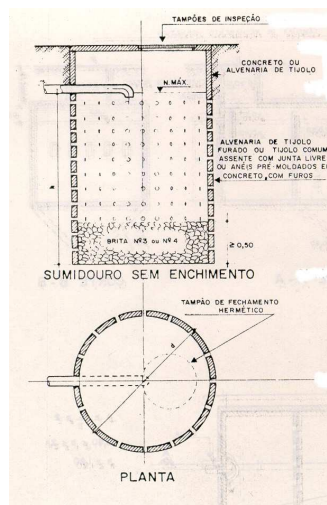 TAMPÕES DE INSPEÇÃO
CONCRETO OU
ALVENARIA DE TIJOLO
N. MÁX.
ALVENARIA DE TIJOLO
FURADO OU TIJOLO COMUM
ASSENTE COM JUNTA LIVRE
OU ANÉIS PRÉ-MOLDADOS
CONCRETO, COM FUROS
BRITA Nº3 ou Nº4
≥ 0,50
SUMIDOURO SEM ENCHIMENTO
TAMPÃO DE FECHAMENTO
HERMÉTICO
d
PLANTA